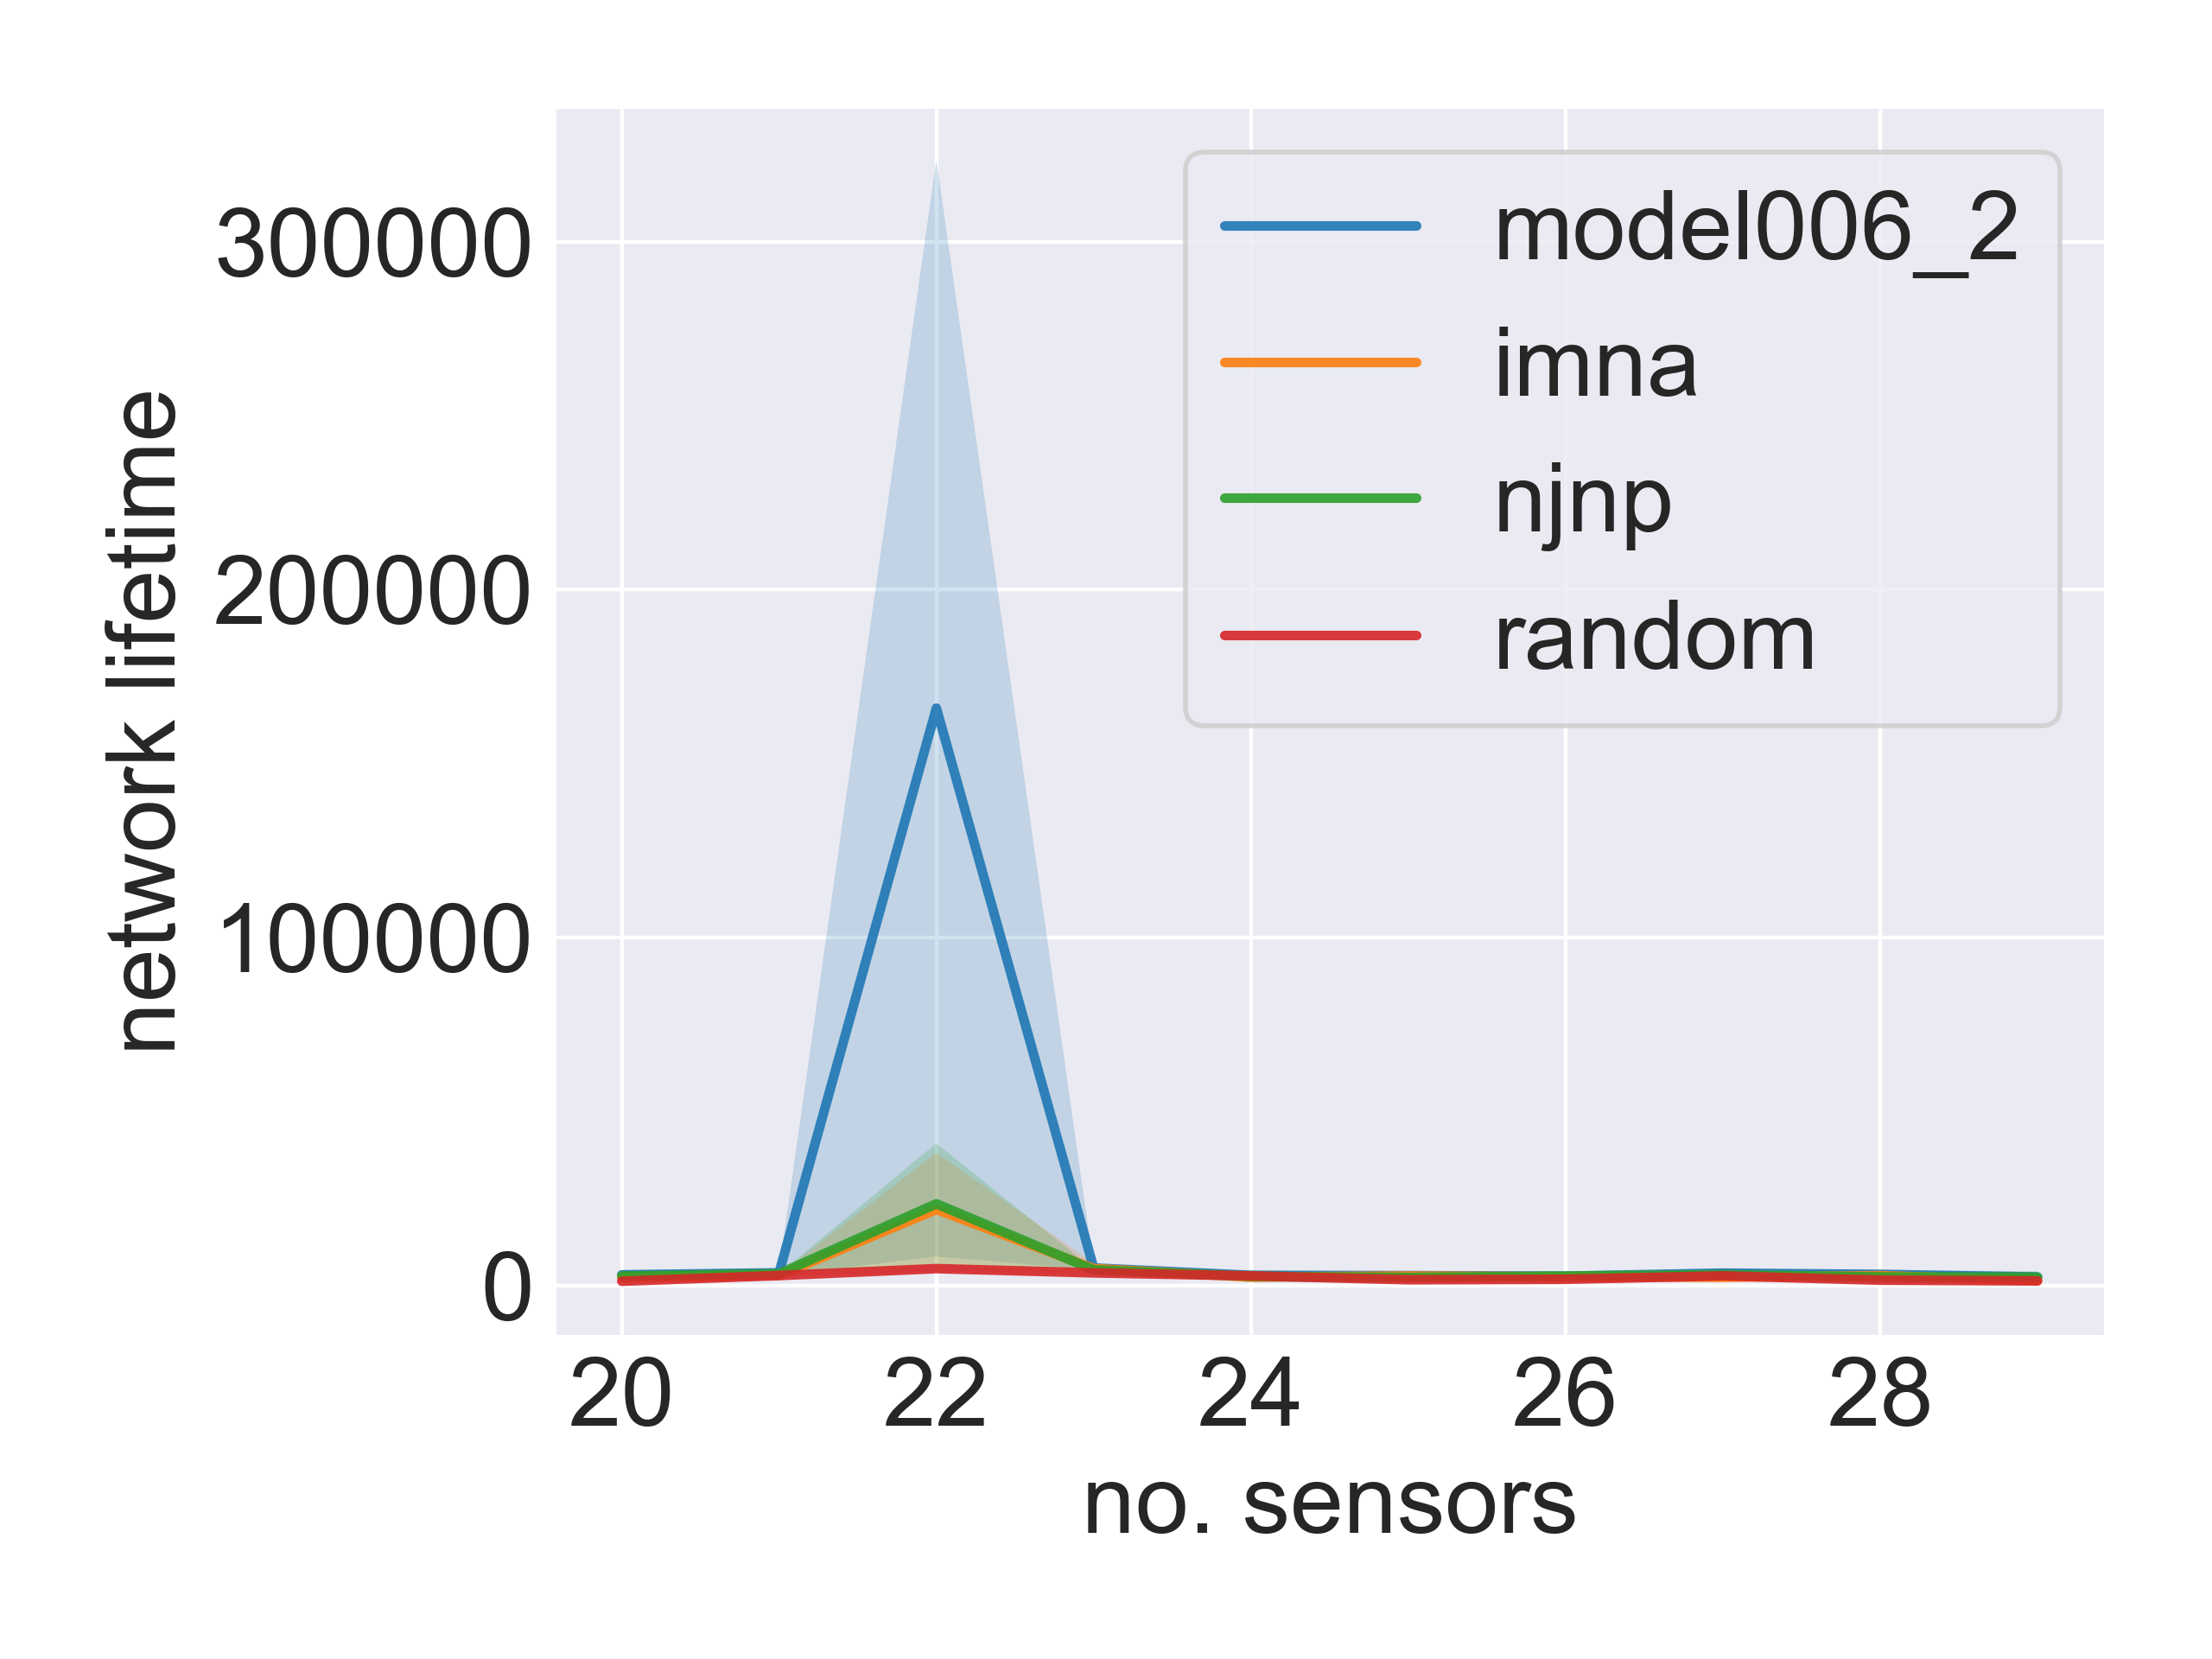 network lifetime
300000
200000
100000
0
20 22 24 26 28
no. sensors
model006_2
imna
njnp
random